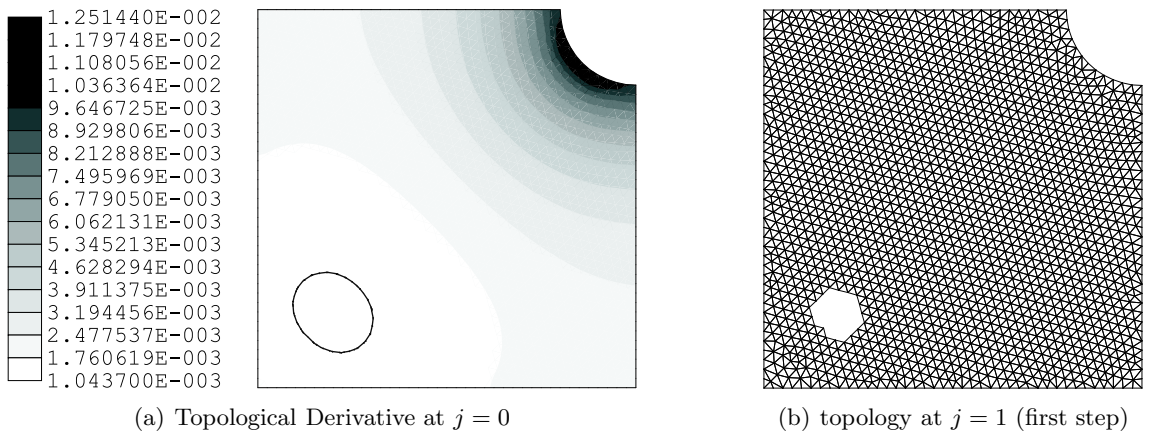 1.251440E-002
1.179748E-002
1.108056E-002
1.036364E-002
9.646725E-003
8.929806E-003
8.212888E-003
7.495969E-003
6.779050E-003
6.062131E-003
5.345213E-003
4.628294E-003
3.911375E-003
3.194456E-003
2.477537E-003
1.760619E-003
1.043700E-003
(a) Topological Derivative at j = 0
(b) topology at j = 1 (first step)